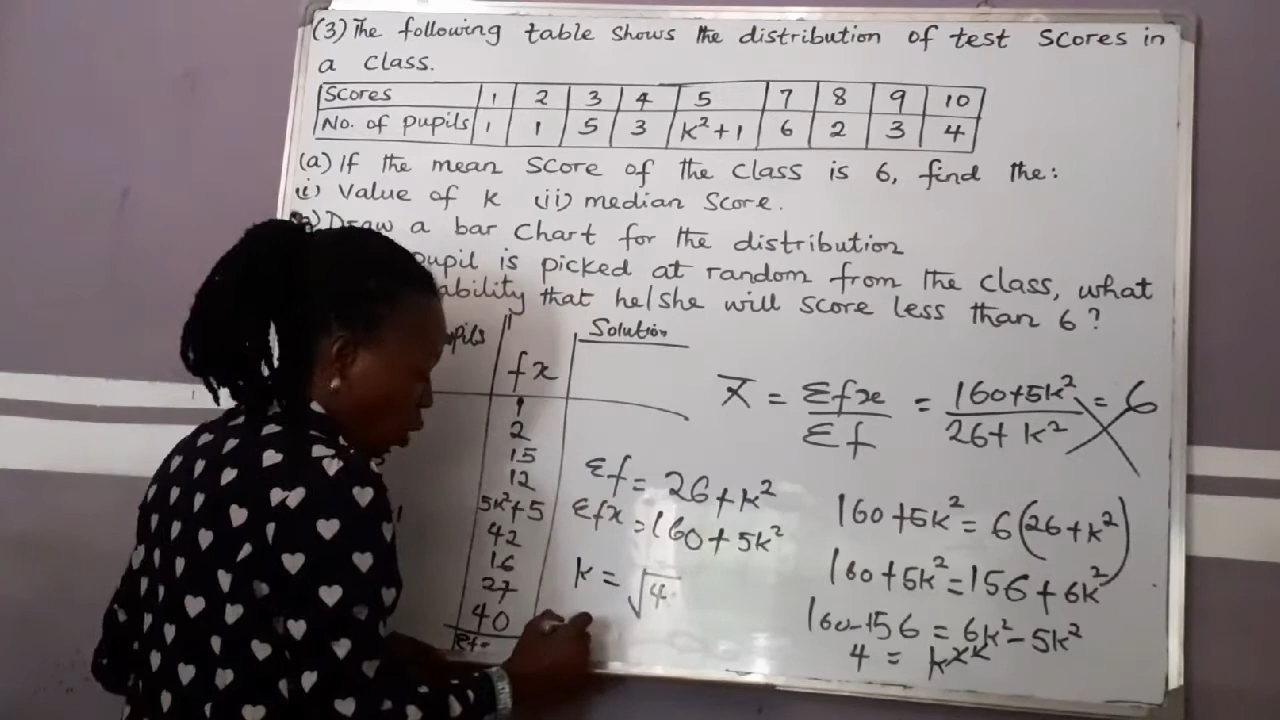 (3) The following table shows the distribution of test scores in
a class.
Scores 1 2 3 4 5 7 8 9 10
No. of pupils 1 1 5 3 k²+1 6 2 3 4
(a) If the mean score of the class is 6, find the:
(i) Value of k (ii) median score.
Draw a bar chart for the distribution
pupil is picked at random from the class, what
ability that he/she will score less than 6?
pils fx Solution
x̄ = Σfx / Σf = 160+5k² / 26+k² = 6
1
2
15
12
5k²+5
42
16
27
40
Σf = 26+k²
Σfx = 160+5k²
k = √4
160+5k² = 6(26+k²)
160+5k² = 156+6k²
160-156 = 6k²-5k²
4 = k²